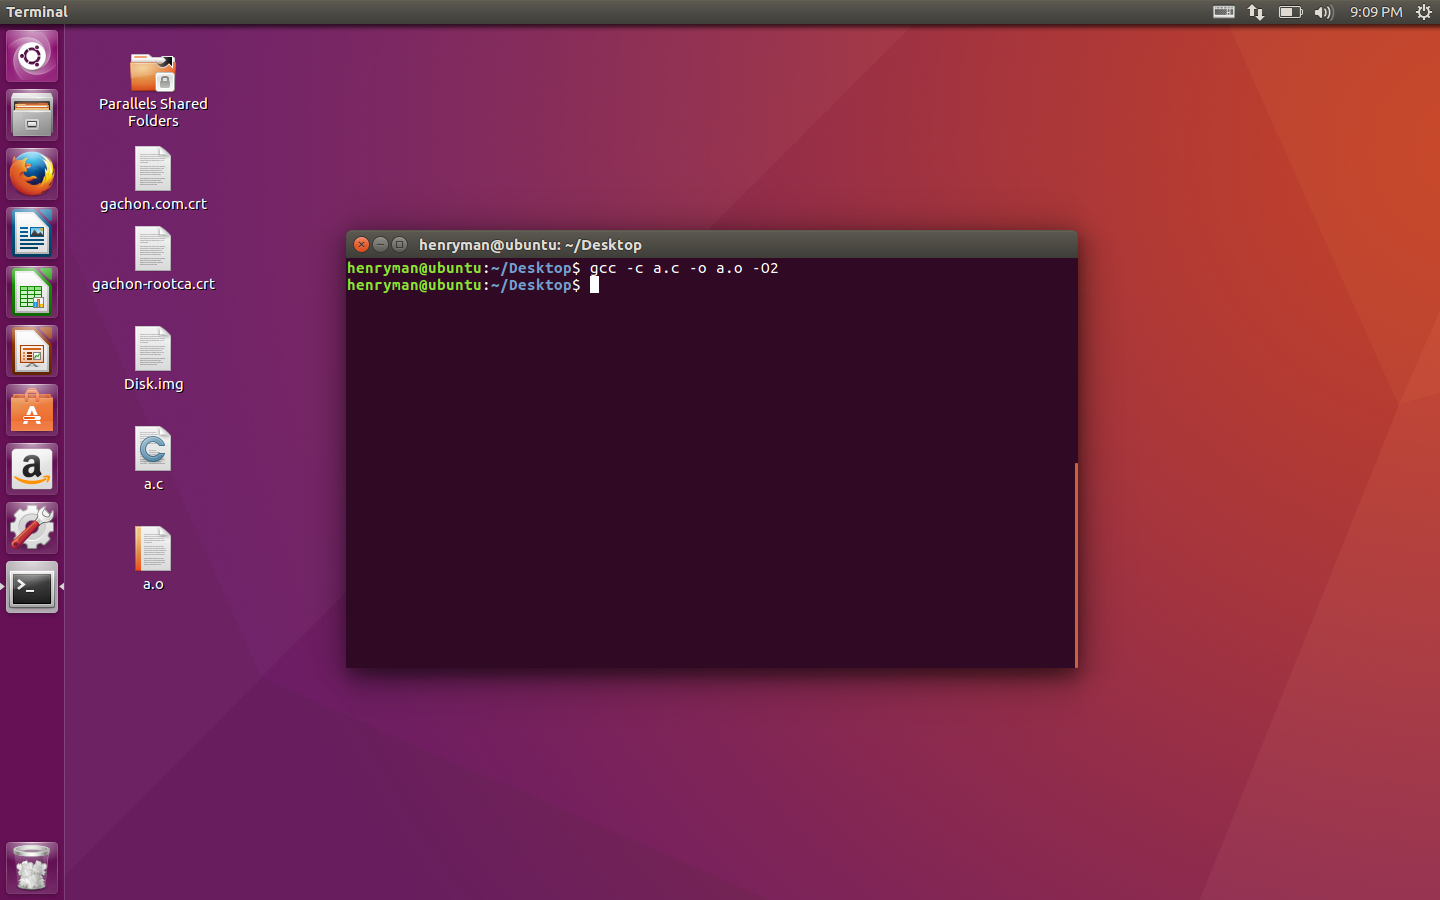 Terminal
9:09 PM
Parallels Shared
Folders
gachon.com.crt
gachon-rootca.crt
Disk.img
a.c
a.o
henryman@ubuntu: ~/Desktop
henryman@ubuntu:~/Desktop$ gcc -c a.c -o a.o -O2
henryman@ubuntu:~/Desktop$